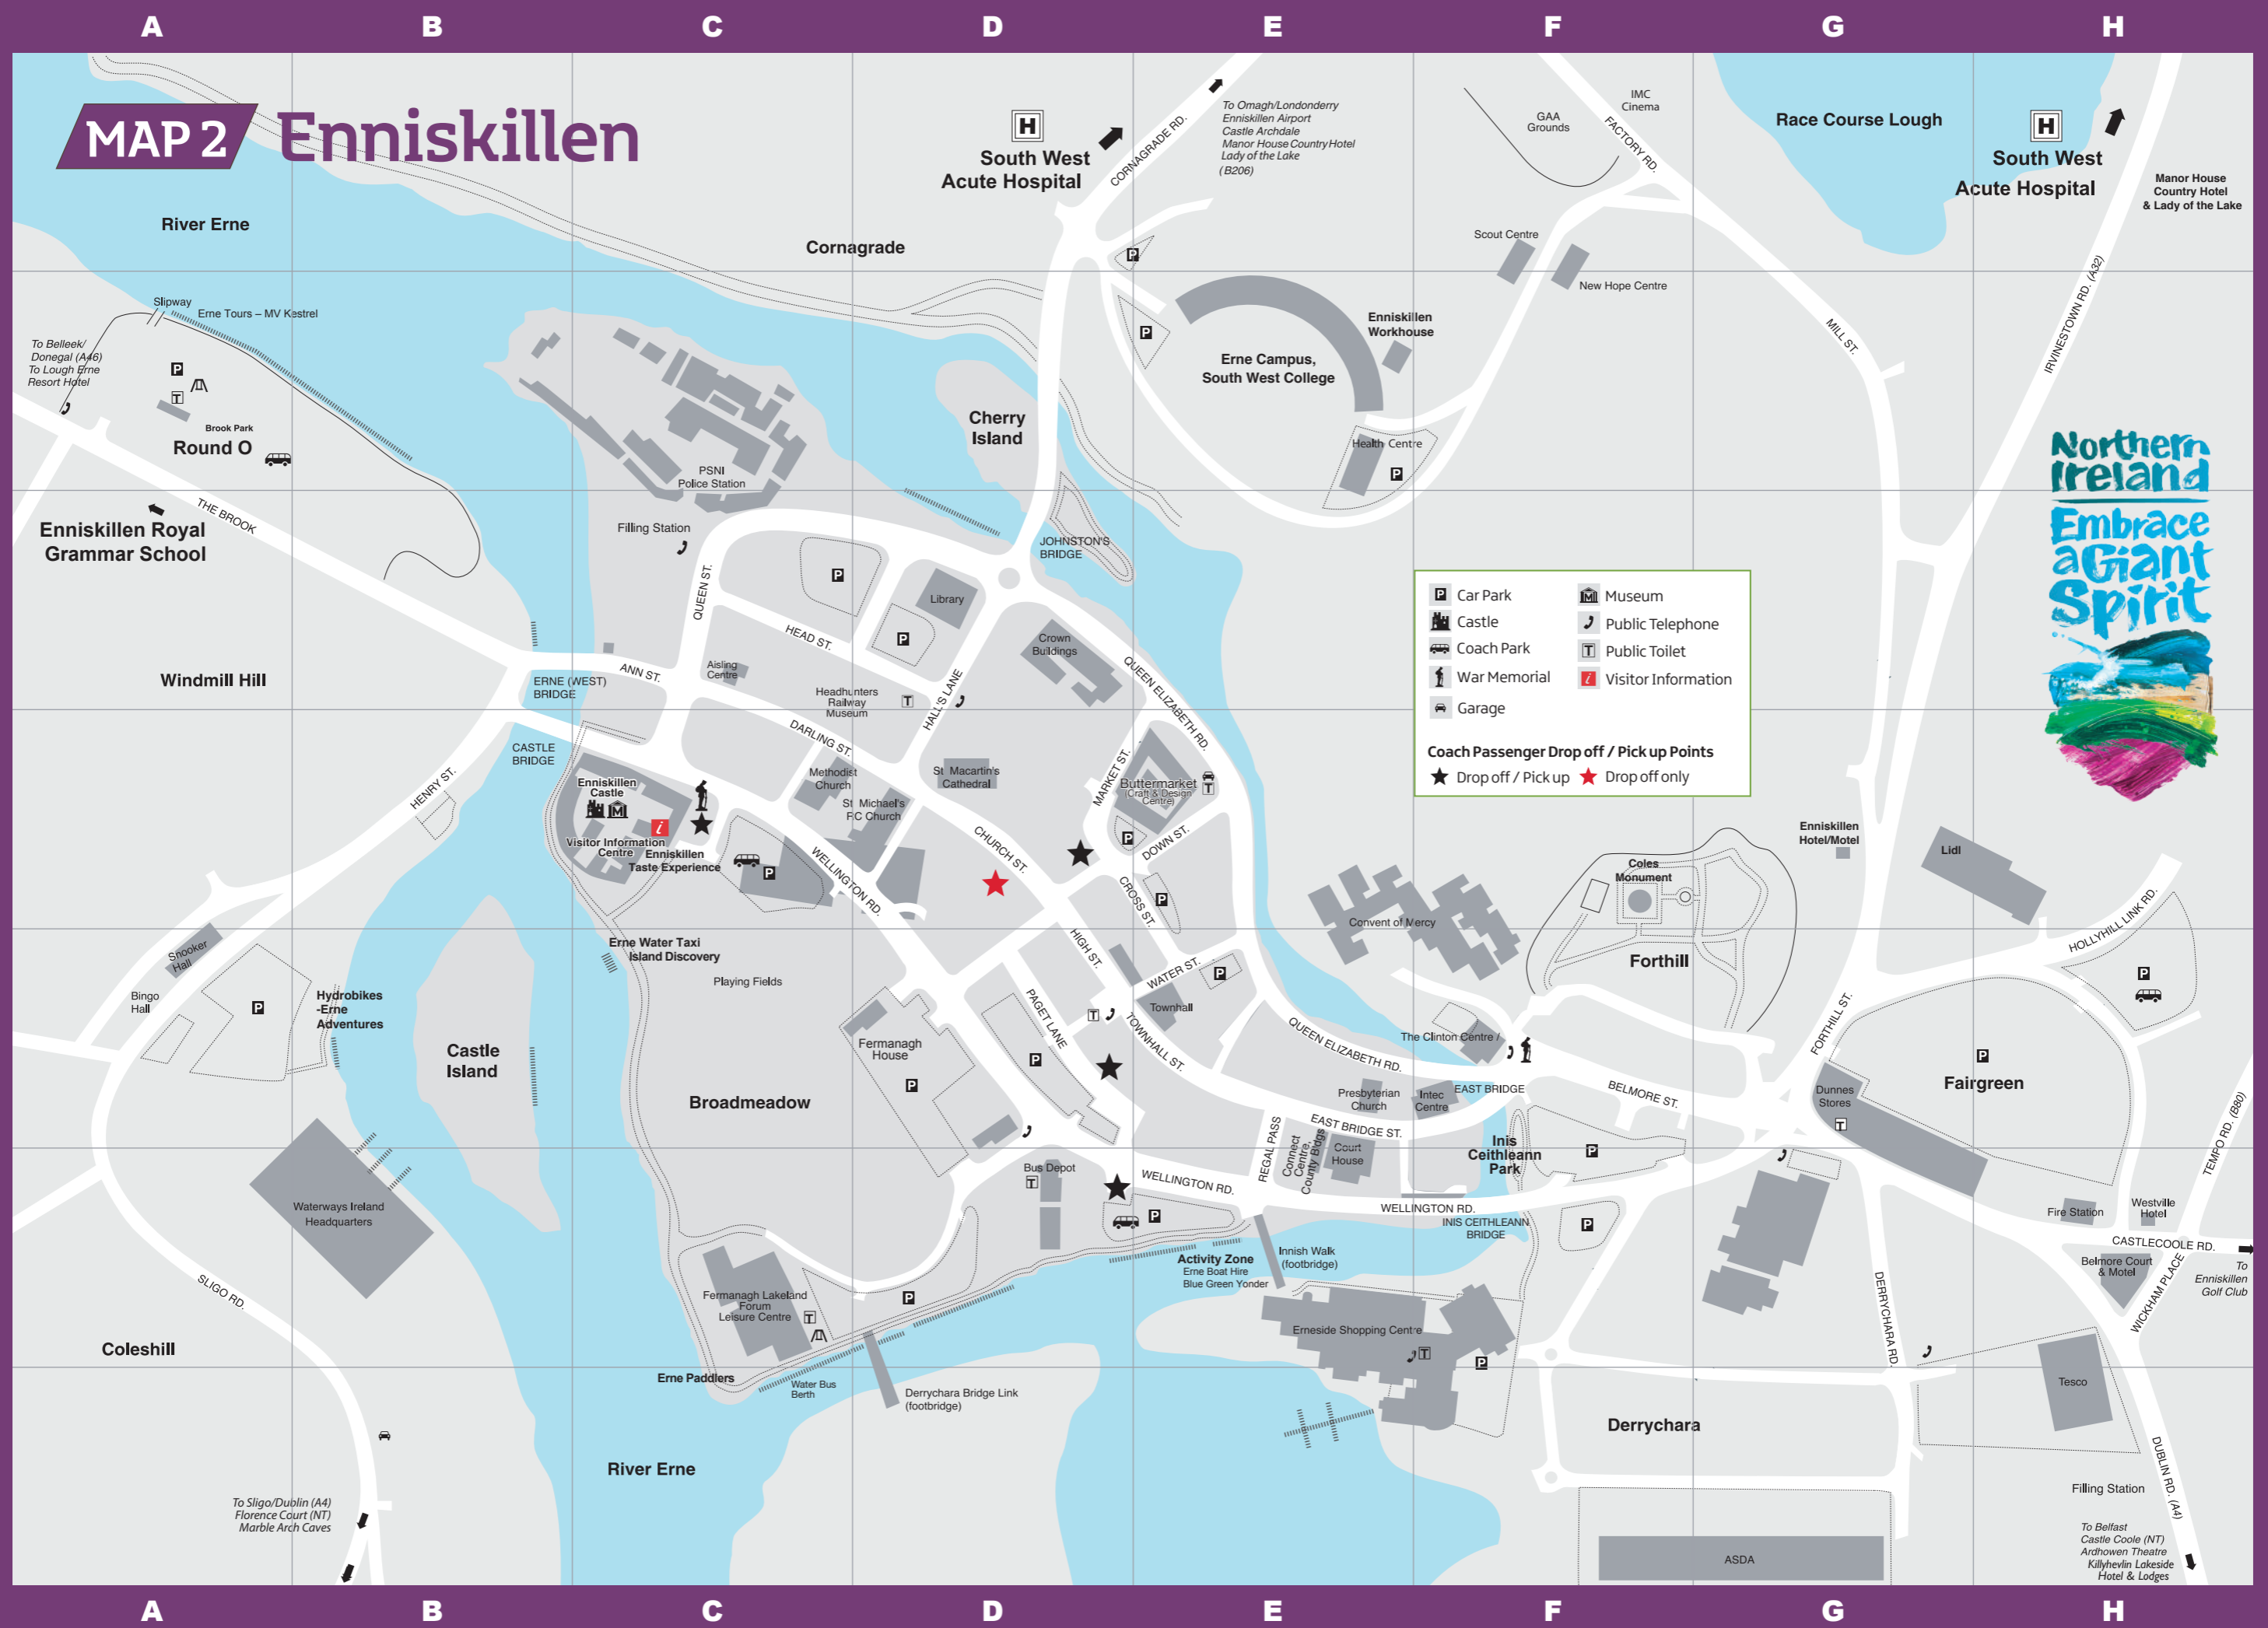 A B C D E F G H
MAP 2 Enniskillen
River Erne
Cornagrade
H
South West
Acute Hospital
CORNAGRADE RD.
To Omagh/Londonderry
Enniskillen Airport
Castle Archdale
Manor House Country Hotel
Lady of the Lake
(B206)
GAA
Grounds
IMC
Cinema
FACTORY RD.
Race Course Lough
H
South West
Acute Hospital
Manor House
Country Hotel
& Lady of the Lake
Scout Centre
New Hope Centre
IRVINESTOWN RD. (A32)
MILL ST.
Slipway
Erne Tours – MV Kestrel
To Belleek/
Donegal (A46)
To Lough Erne
Resort Hotel
P
T
Brook Park
Round O
THE BROOK
Enniskillen Royal
Grammar School
Windmill Hill
PSNI
Police Station
Filling Station
Cherry
Island
P
P
Erne Campus,
South West College
Enniskillen
Workhouse
Health Centre
P
JOHNSTON'S
BRIDGE
QUEEN ST.
P
Library
P
HEAD ST.
Crown
Buildings
Aisling
Centre
ANN ST.
ERNE (WEST)
BRIDGE
Headhunters
Railway
Museum
T
HALL'S LANE
QUEEN ELIZABETH RD.
P Car Park
Castle
Coach Park
War Memorial
Garage
M Museum
Public Telephone
T Public Toilet
i Visitor Information
Coach Passenger Drop off / Pick up Points
Drop off / Pick up
Drop off only
Northern
Ireland
Embrace
a Giant
Spirit
CASTLE
BRIDGE
HENRY ST.
DARLING ST.
Enniskillen
Castle
M
i
Visitor Information
Centre
Enniskillen
Taste Experience
Methodist
Church
St Michael's
RC Church
St Macartin's
Cathedral
MARKET ST.
Buttermarket
(Craft & Design
Centre)
T
P
DOWN ST.
CHURCH ST.
CROSS ST.
P
P
WELLINGTON RD.
Convent of Mercy
Coles
Monument
Forthill
Enniskillen
Hotel/Motel
Lidl
HOLLYHILL LINK RD.
P
Snooker
Hall
Bingo
Hall
P
Hydrobikes
-Erne
Adventures
Castle
Island
Erne Water Taxi
Island Discovery
Playing Fields
Broadmeadow
Fermanagh
House
P
HIGH ST.
PAGET LANE
P
T
WATER ST.
P
Townhall
TOWNHALL ST.
QUEEN ELIZABETH RD.
The Clinton Centre /
EAST BRIDGE
Presbyterian
Church
Intec
Centre
EAST BRIDGE ST.
BELMORE ST.
FORTHILL ST.
Dunnes
Stores
T
P
Fairgreen
TEMPO RD. (B80)
REGAL PASS
Connect
Centre,
County Bldgs
Court
House
Inis
Ceithleann
Park
P
Waterways Ireland
Headquarters
Bus Depot
T
WELLINGTON RD.
P
WELLINGTON RD.
INIS CEITHLEANN
BRIDGE
P
Fire Station
Westville
Hotel
CASTLECOOLE RD.
Belmore Court
& Motel
WICKHAM PLACE
To
Enniskillen
Golf Club
Activity Zone
Erne Boat Hire
Blue Green Yonder
Innish Walk
(footbridge)
SLIGO RD.
Coleshill
Fermanagh Lakeland
Forum
Leisure Centre
T
P
Erneside Shopping Centre
T
P
DERRYCHARA RD.
Erne Paddlers
Water Bus
Berth
Derrychara Bridge Link
(footbridge)
Derrychara
Tesco
River Erne
To Sligo/Dublin (A4)
Florence Court (NT)
Marble Arch Caves
DUBLIN RD. (A4)
Filling Station
ASDA
To Belfast
Castle Coole (NT)
Ardhowen Theatre
Killyhevlin Lakeside
Hotel & Lodges
A B C D E F G H